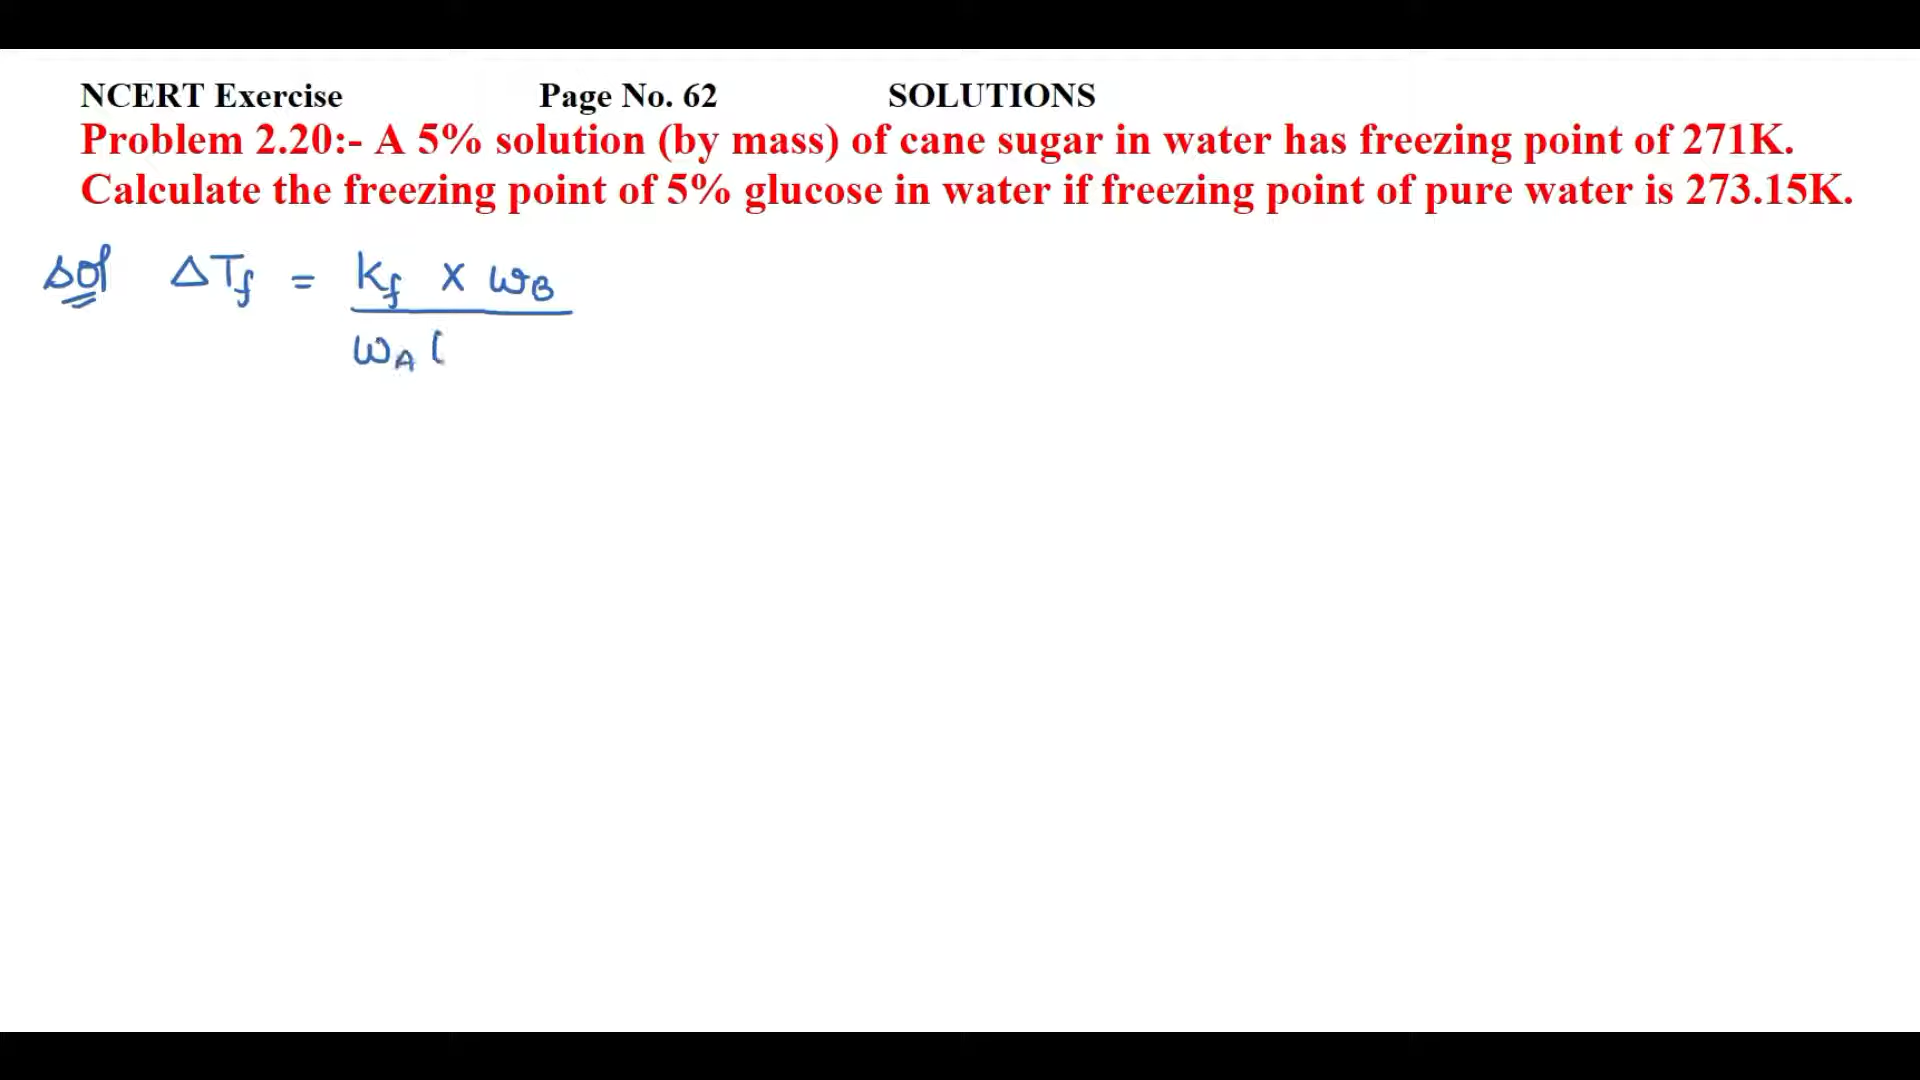 NCERT Exercise Page No. 62 SOLUTIONS
Problem 2.20:- A 5% solution (by mass) of cane sugar in water has freezing point of 271K.
Calculate the freezing point of 5% glucose in water if freezing point of pure water is 273.15K.
Sol ΔTf = Kf × WB
WA (